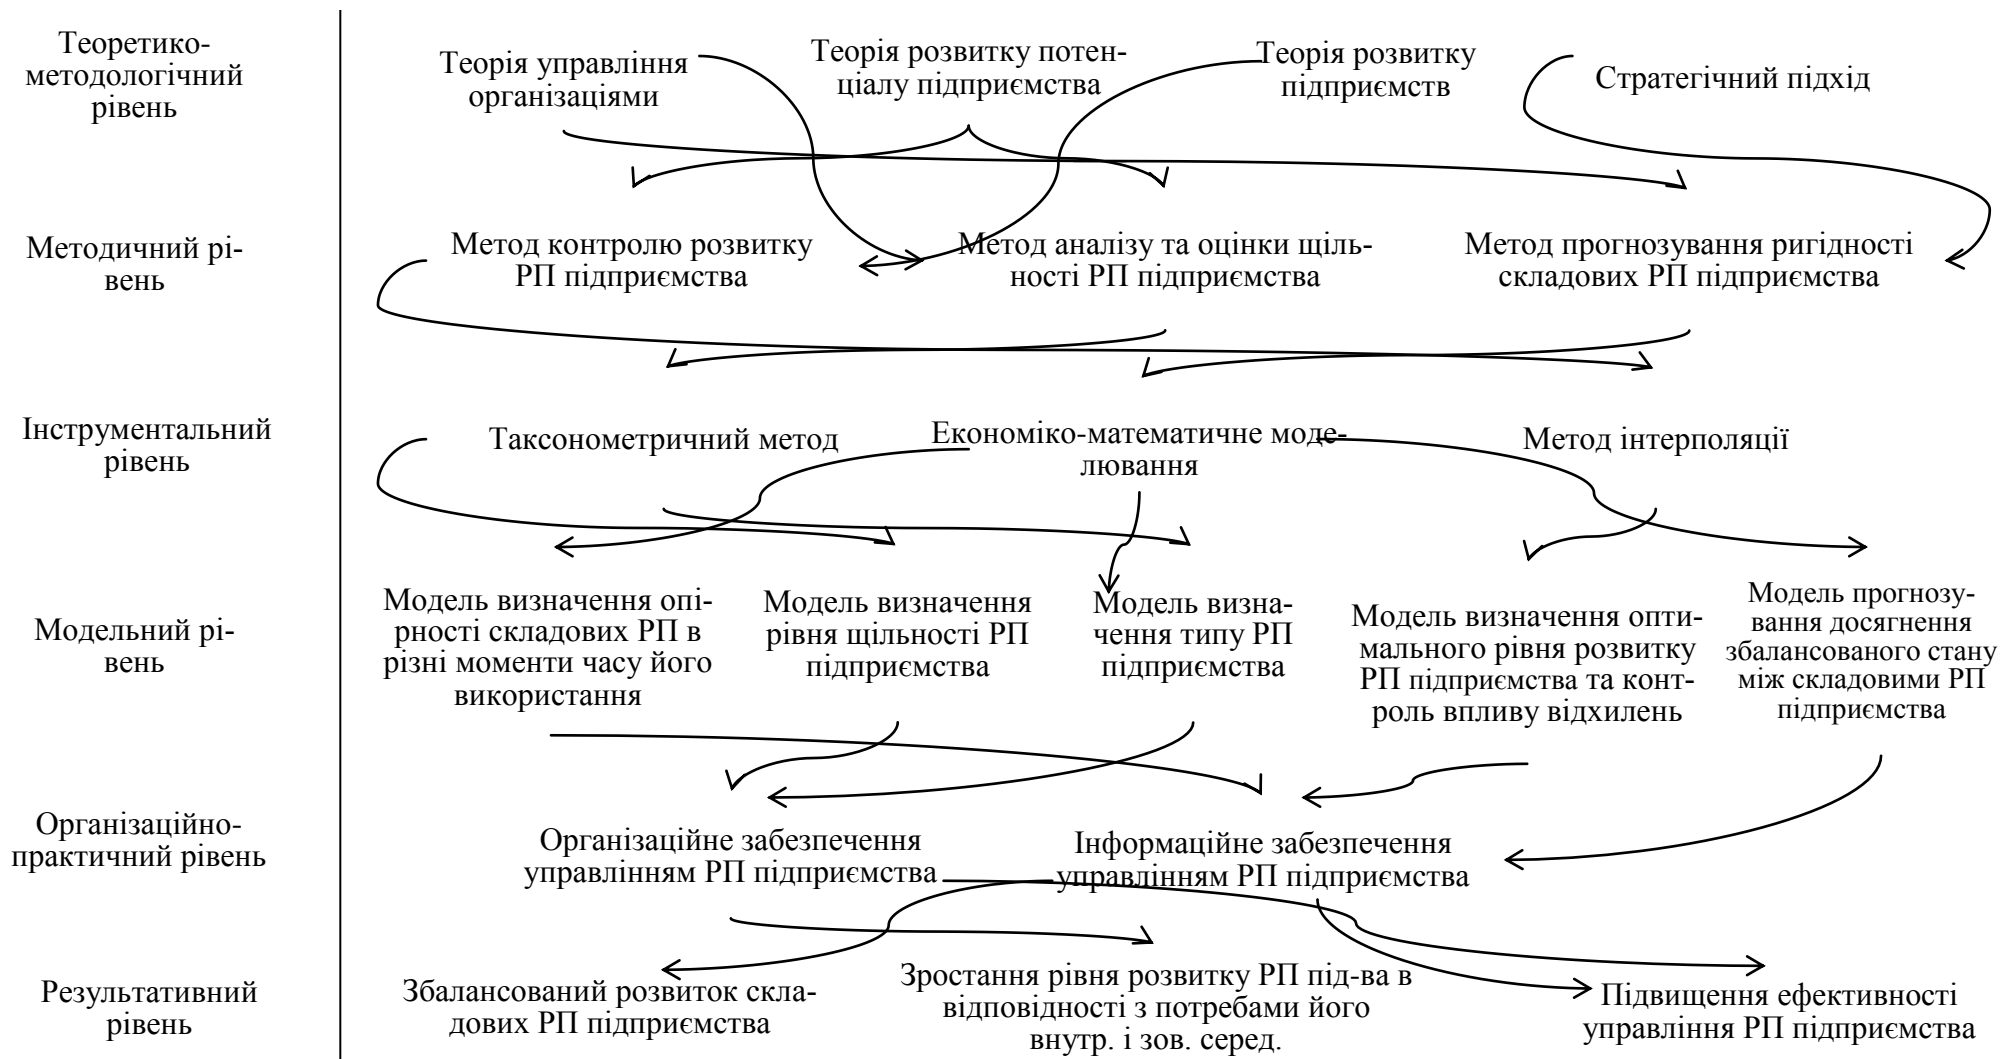 Теоретико-
методологічний
рівень
Теорія управління
організаціями
Теорія розвитку потен-
ціалу підприємства
Теорія розвитку
підприємств
Стратегічний підхід
Методичний рі-
вень
Метод контролю розвитку
РП підприємства
Метод аналізу та оцінки щіль-
ності РП підприємства
Метод прогнозування ригідності
складових РП підприємства
Інструментальний
рівень
Таксонометричний метод
Економіко-математичне моде-
лювання
Метод інтерполяції
Модельний рі-
вень
Модель визначення опі-
рності складових РП в
різні моменти часу його
використання
Модель визначення
рівня щільності РП
підприємства
Модель визна-
чення типу РП
підприємства
Модель визначення опти-
мального рівня розвитку
РП підприємства та конт-
роль впливу відхилень
Модель прогнозу-
вання досягнення
збалансованого стану
між складовими РП
підприємства
Організаційно-
практичний рівень
Організаційне забезпечення
управлінням РП підприємства
Інформаційне забезпечення
управлінням РП підприємства
Результативний
рівень
Збалансований розвиток скла-
дових РП підприємства
Зростання рівня розвитку РП під-ва в
відповідності з потребами його
внутр. і зов. серед.
Підвищення ефективності
управління РП підприємства